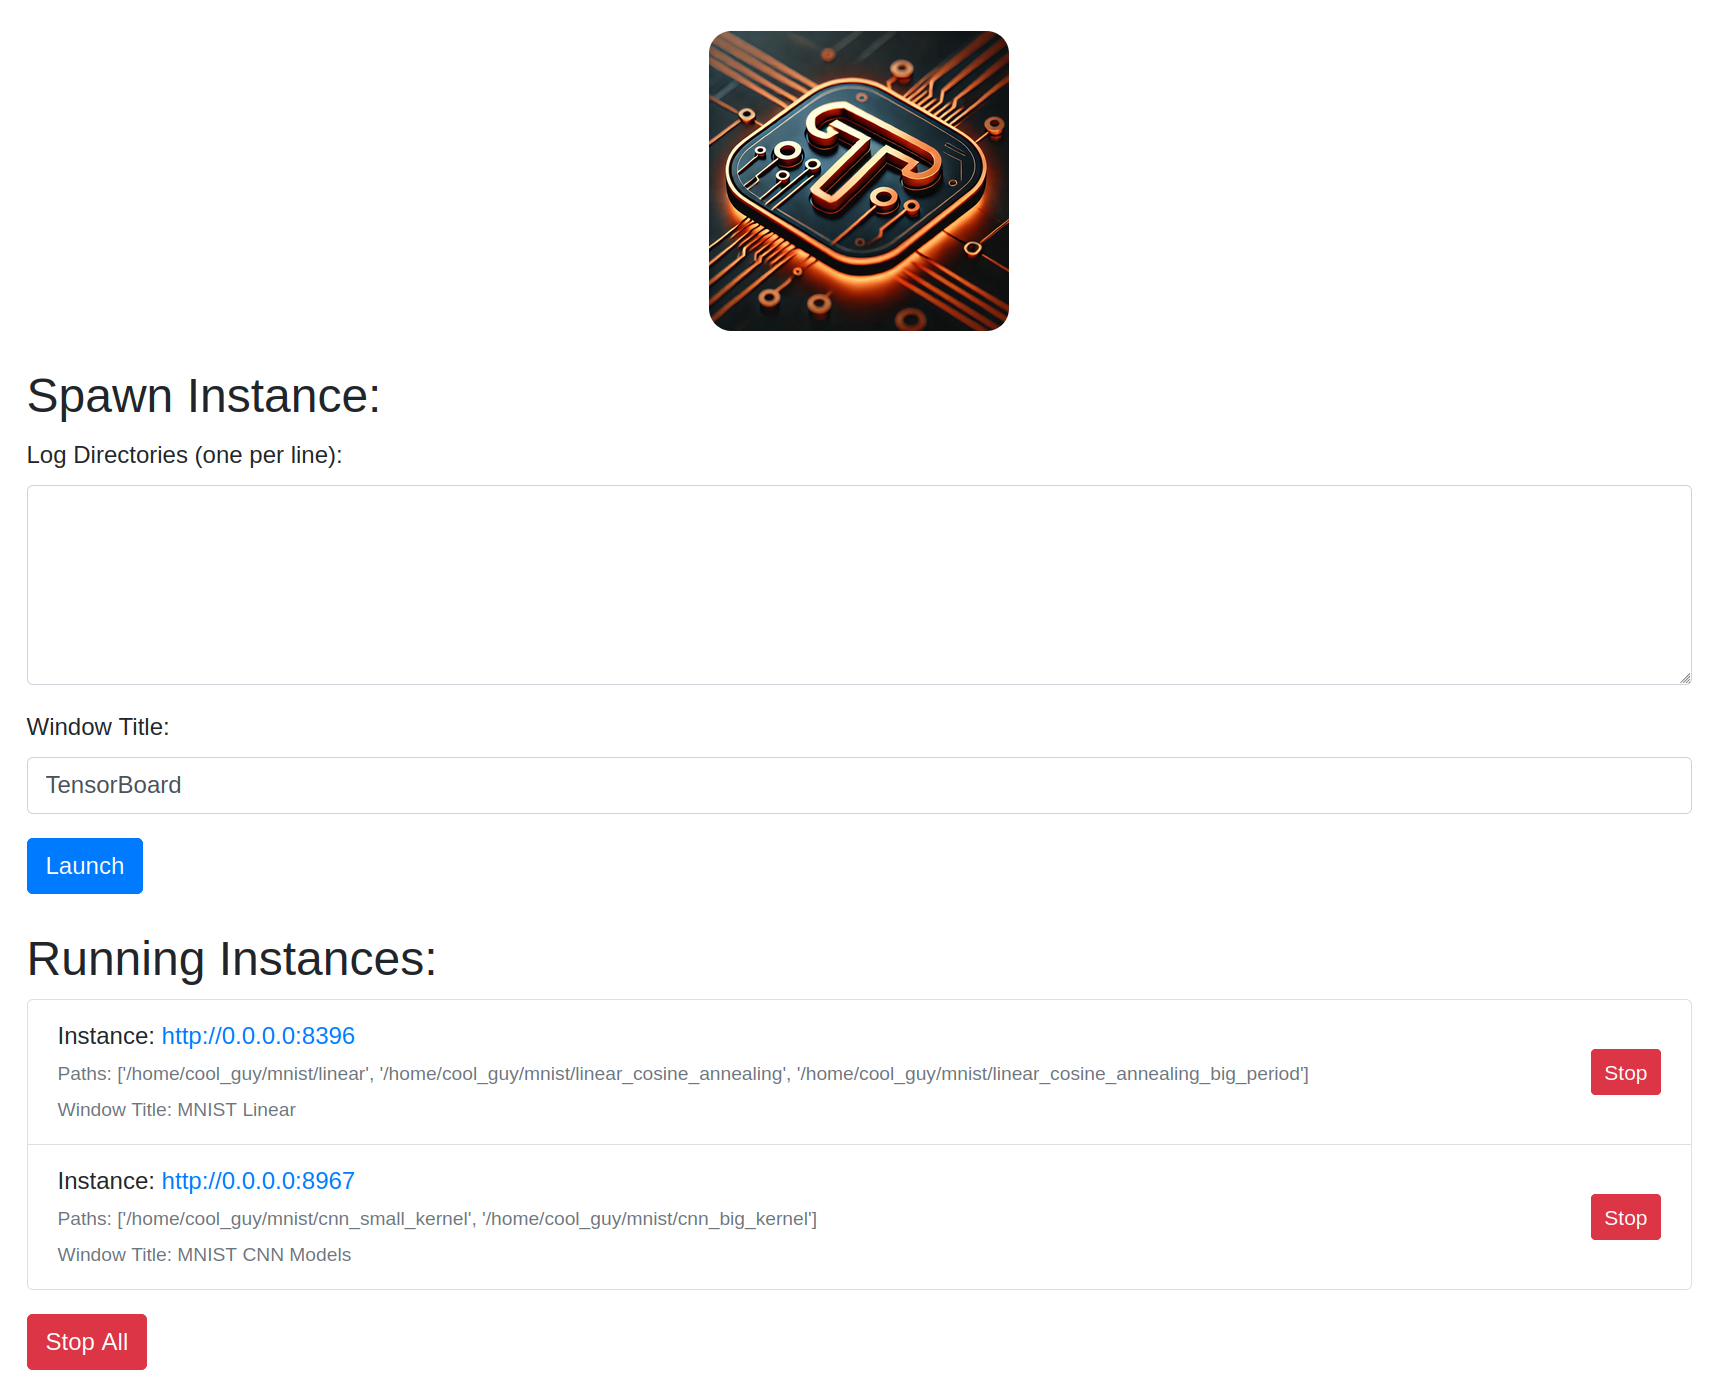 T
Spawn Instance:
Log Directories (one per line):
Window Title:
TensorBoard
Launch
Running Instances:
Instance: http://0.0.0.0:8396
Paths: ['/home/cool_guy/mnist/linear', '/home/cool_guy/mnist/linear_cosine_annealing', '/home/cool_guy/mnist/linear_cosine_annealing_big_period']
Window Title: MNIST Linear
Stop
Instance: http://0.0.0.0:8967
Paths: ['/home/cool_guy/mnist/cnn_small_kernel', '/home/cool_guy/mnist/cnn_big_kernel']
Window Title: MNIST CNN Models
Stop
Stop All